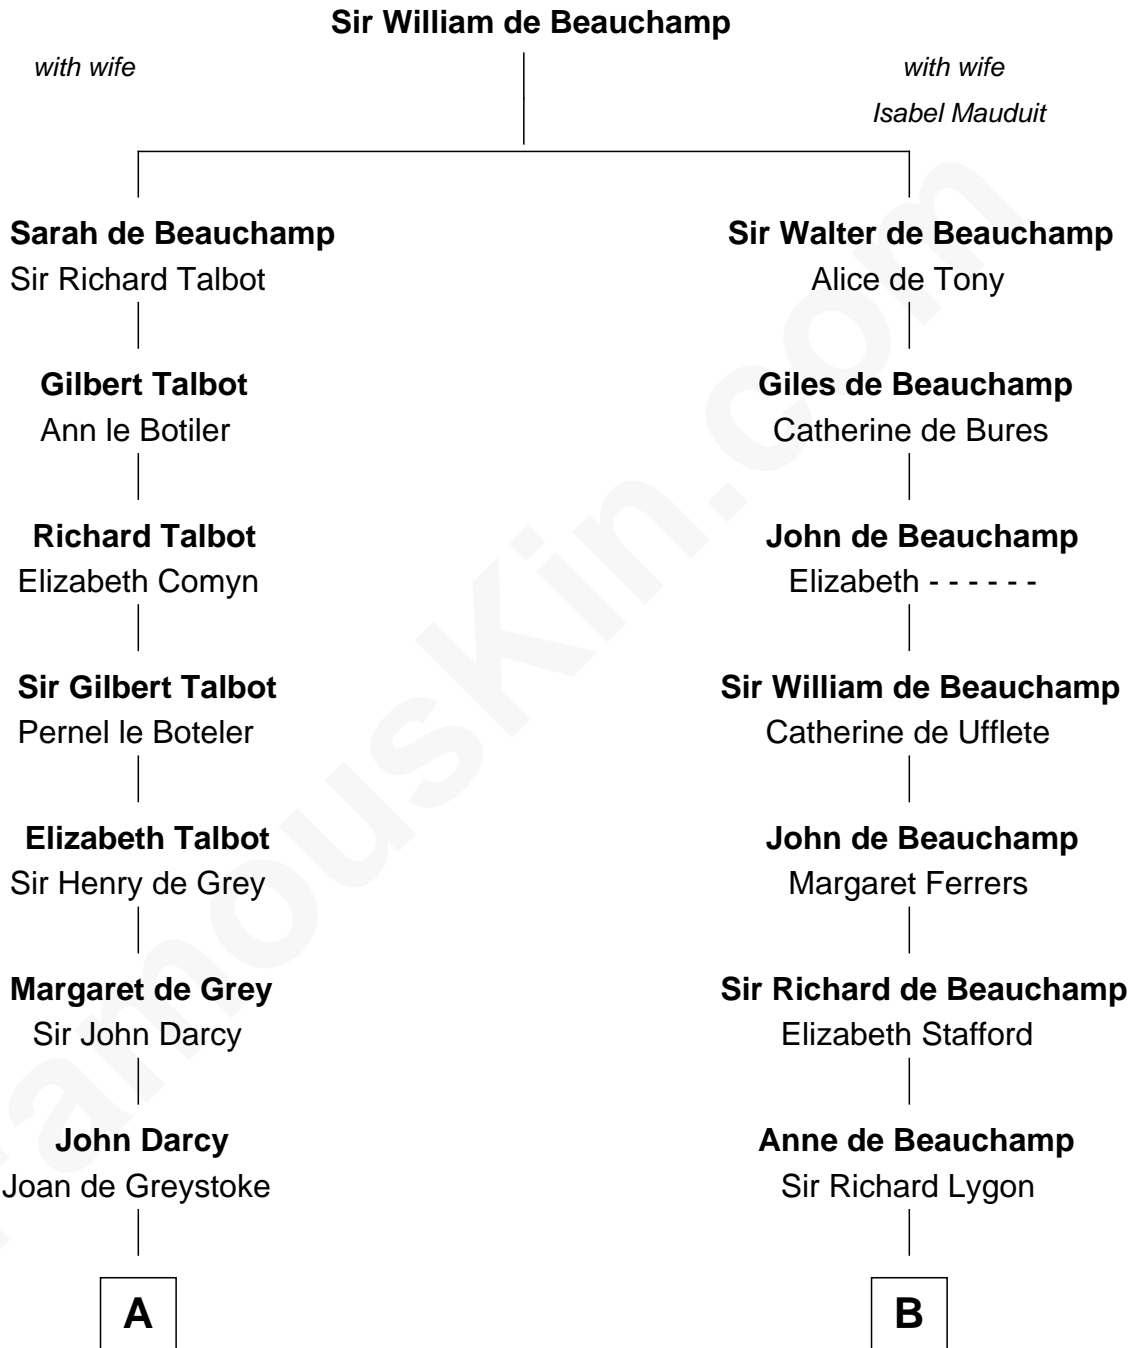 Sir William de Beauchamp
with wife
with wife
Isabel Mauduit
Sarah de Beauchamp
Sir Richard Talbot
Sir Walter de Beauchamp
Alice de Tony
Gilbert Talbot
Ann le Botiler
Giles de Beauchamp
Catherine de Bures
Richard Talbot
Elizabeth Comyn
John de Beauchamp
Elizabeth - - - - - -
Sir Gilbert Talbot
Pernel le Boteler
Sir William de Beauchamp
Catherine de Ufflete
Elizabeth Talbot
Sir Henry de Grey
John de Beauchamp
Margaret Ferrers
Margaret de Grey
Sir John Darcy
Sir Richard de Beauchamp
Elizabeth Stafford
John Darcy
Joan de Greystoke
Anne de Beauchamp
Sir Richard Lygon
A
B
FamousKin.com